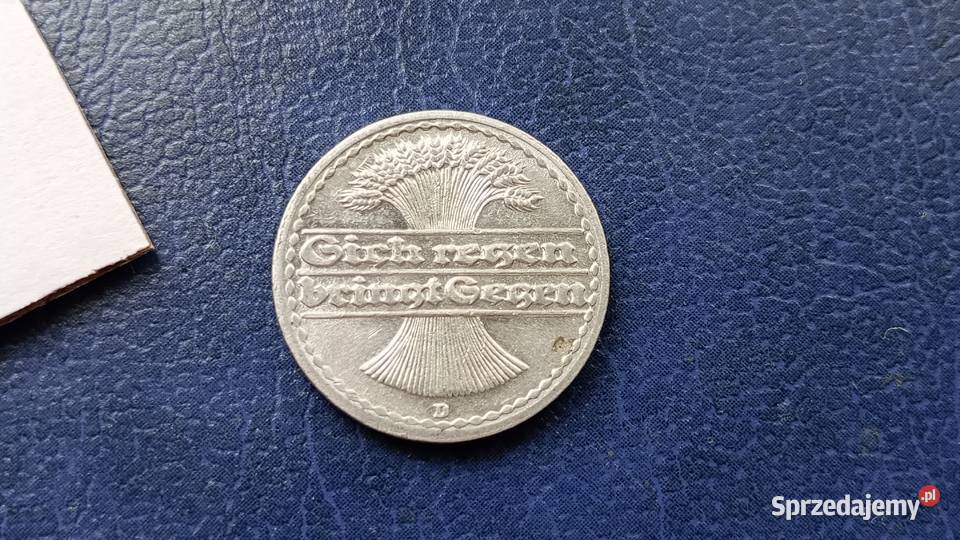 Sich regen
bringt Segen
D
Sprzedajemy.pl